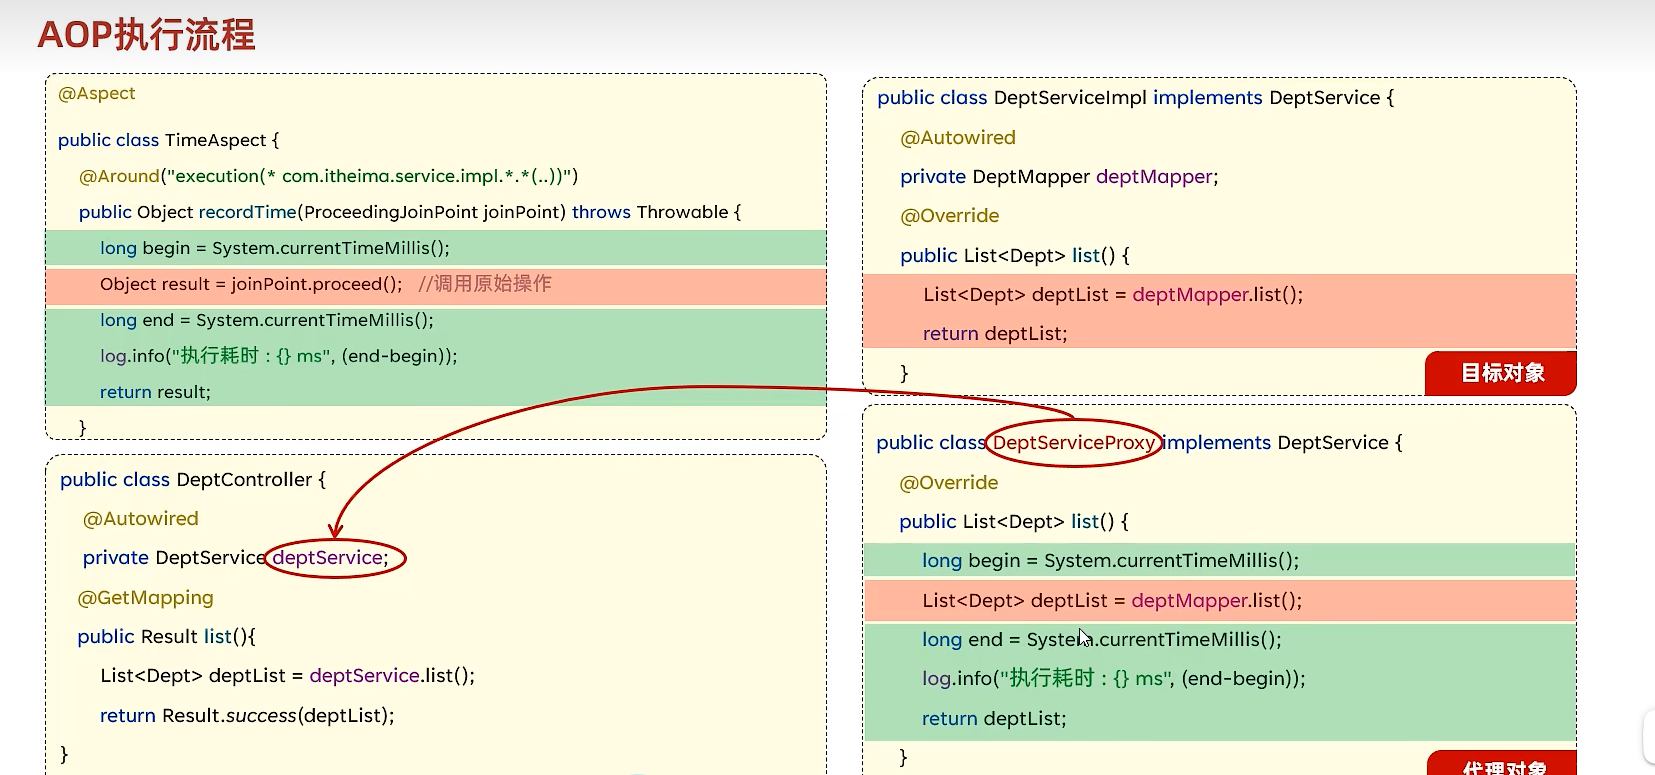 AOP执行流程
@Aspect
public class TimeAspect {
@Around("execution(* com.itheima.service.impl.*.*(..))")
public Object recordTime(ProceedingJoinPoint joinPoint) throws Throwable {
long begin = System.currentTimeMillis();
Object result = joinPoint.proceed(); //调用原始操作
long end = System.currentTimeMillis();
log.info("执行耗时 : {} ms", (end-begin));
return result;
}
public class DeptController {
@Autowired
private DeptService deptService;
@GetMapping
public Result list(){
List<Dept> deptList = deptService.list();
return Result.success(deptList);
}
public class DeptServiceImpl implements DeptService {
@Autowired
private DeptMapper deptMapper;
@Override
public List<Dept> list() {
List<Dept> deptList = deptMapper.list();
return deptList;
}
目标对象
public class DeptServiceProxy implements DeptService {
@Override
public List<Dept> list() {
long begin = System.currentTimeMillis();
List<Dept> deptList = deptMapper.list();
long end = System.currentTimeMillis();
log.info("执行耗时 : {} ms", (end-begin));
return deptList;
}
代理对象